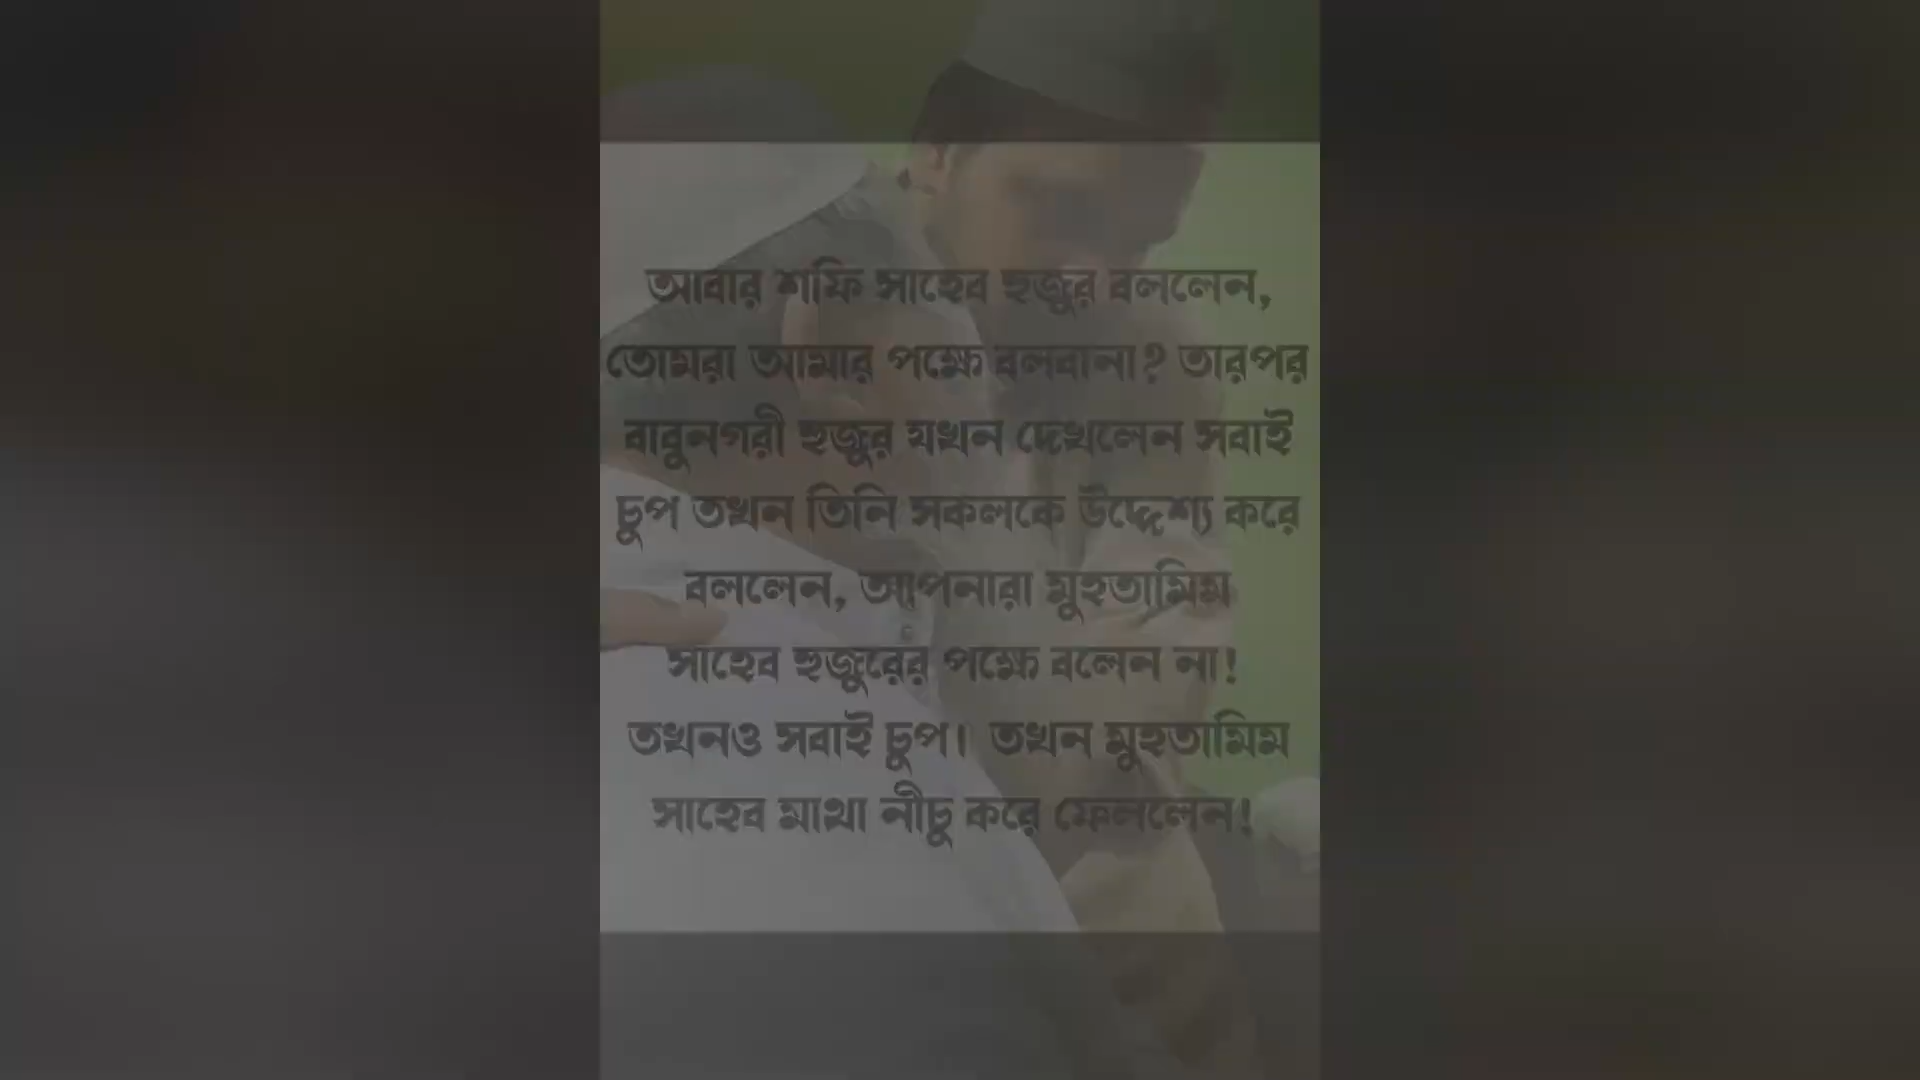 আবার শফি সাহেব হুজুর বললেন,
তোমরা আমার পক্ষে বলবানা? তারপর
বাবুনগরী হুজুর যখন দেখলেন সবাই
চুপ তখন তিনি সকলকে উদ্দেশ্য করে
বললেন, আপনারা মুহতামিম
সাহেব হুজুরের পক্ষে বলেন না!
তখনও সবাই চুপ। তখন মুহতামিম
সাহেব মাথা নীচু করে ফেললেন!